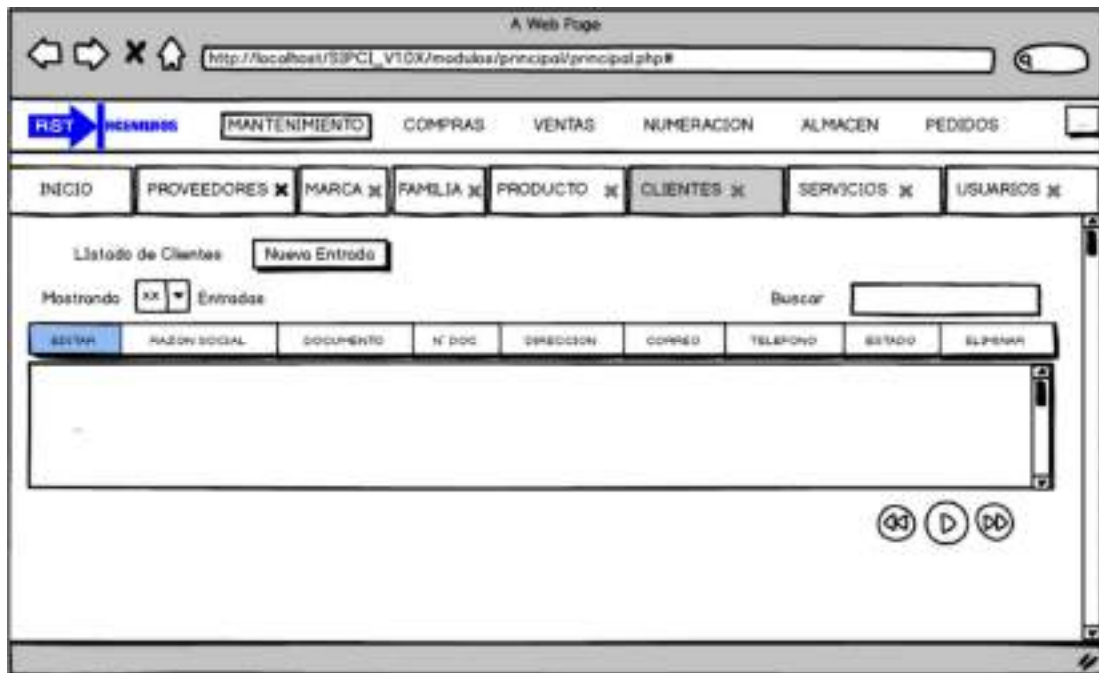 A Web Page
http://localhost/SIPCI_V10X/modulos/principal/principal.php#
RST INGENIEROS MANTENIMIENTO COMPRAS VENTAS NUMERACION ALMACEN PEDIDOS
INICIO PROVEEDORES MARCA FAMILIA PRODUCTO CLIENTES SERVICIOS USUARIOS
LIstado de Clientes Nueva Entrada
Mostrando xx Entradas Buscar
EDITAR RAZON SOCIAL DOCUMENTO N° DOC DIRECCION CORREO TELEFONO ESTADO ELIMINAR